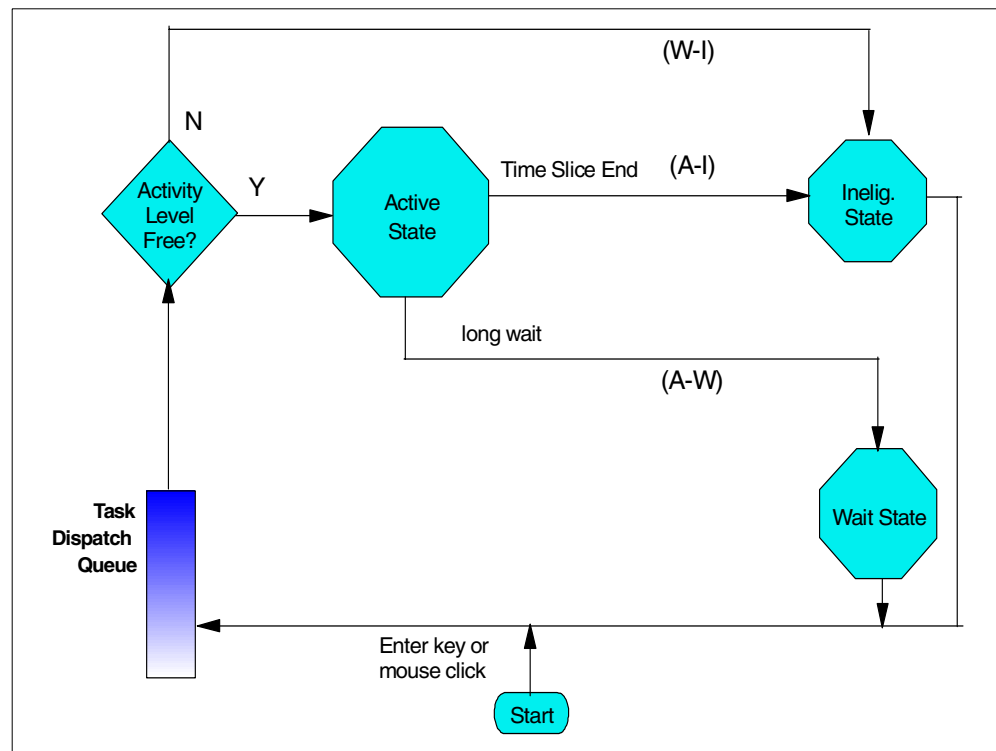 (W-I)
N
Activity
Level
Free?
Y
Active
State
Time Slice End (A-I)
Inelig.
State
long wait
(A-W)
Task
Dispatch
Queue
Wait State
Enter key or
mouse click
Start